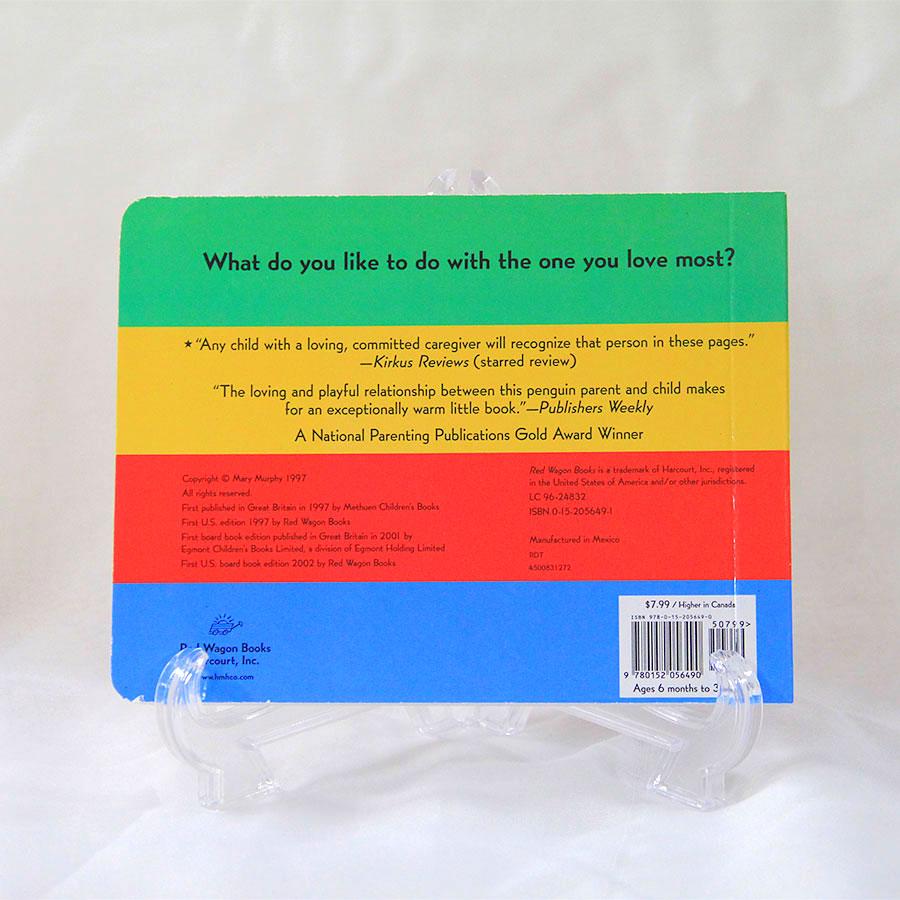 What do you like to do with the one you love most?
★ “Any child with a loving, committed caregiver will recognize that person in these pages.”
—Kirkus Reviews (starred review)
“The loving and playful relationship between this penguin parent and child makes
for an exceptionally warm little book.”—Publishers Weekly
A National Parenting Publications Gold Award Winner
Copyright © Mary Murphy 1997
All rights reserved.
First published in Great Britain in 1997 by Methuen Children's Books
First U.S. edition 1997 by Red Wagon Books
First board book edition published in Great Britain in 2001 by
Egmont Children's Books Limited, a division of Egmont Holding Limited
First U.S. board book edition 2002 by Red Wagon Books
Red Wagon Books is a trademark of Harcourt, Inc., registered
in the United States of America and/or other jurisdictions.
LC 96-24832
ISBN 0-15-205649-1
Manufactured in Mexico
RDT
4500831272
Red Wagon Books
Harcourt, Inc.
www.hmhco.com
$7.99 / Higher in Canada
ISBN 978-0-15-205649-0
50799>
9 780152 056490
Ages 6 months to 3